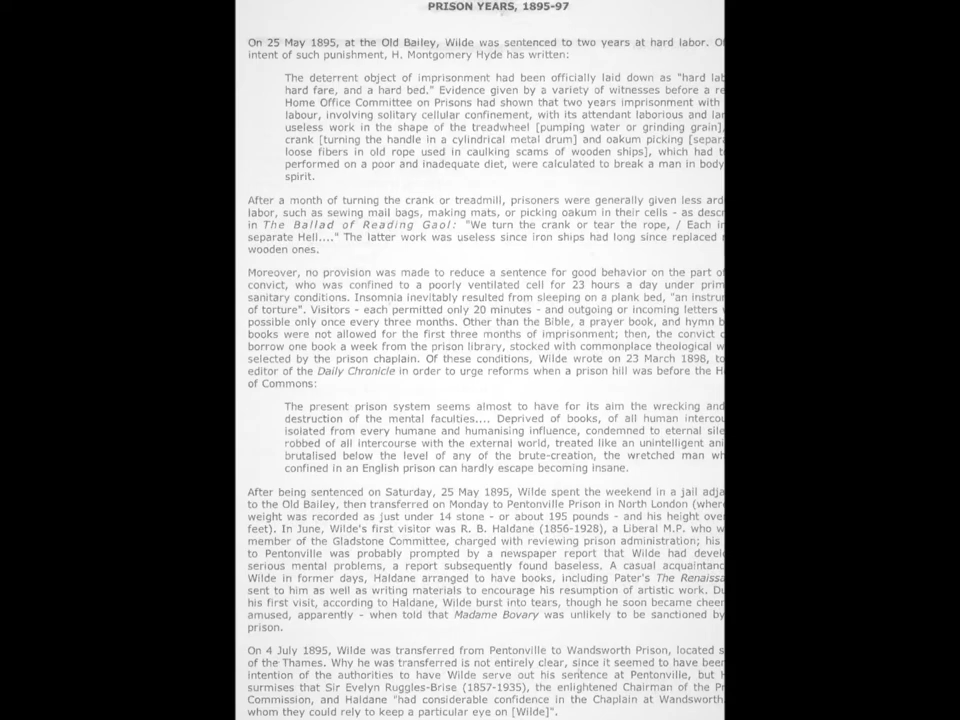 PRISON YEARS, 1895-97
On 25 May 1895, at the Old Bailey, Wilde was sentenced to two years at hard labor.
intent of such punishment, H. Montgomery Hyde has written:
The deterrent object of imprisonment had been officially laid down as "hard
hard fare, and a hard bed." Evidence given by a variety of witnesses before a
Home Office Committee on Prisons had shown that two years imprisonment with
labour, involving solitary cellular confinement, with its attendant laborious and
useless work in the shape of the treadwheel [pumping water or grinding grain],
crank [turning the handle in a cylindrical metal drum] and oakum picking
loose fibers in old rope used in caulking scams of wooden ships], which had
performed on a poor and inadequate diet, were calculated to break a man in body
spirit.
After a month of turning the crank or treadmill, prisoners were generally given less
labor, such as sewing mail bags, making mats, or picking oakum in their cells - as
in The Ballad of Reading Gaol: "We turn the crank or tear the rope, / Each in
separate Hell...." The latter work was useless since iron ships had long since replaced
wooden ones.
Moreover, no provision was made to reduce a sentence for good behavior on the part of
convict, who was confined to a poorly ventilated cell for 23 hours a day under
sanitary conditions. Insomnia inevitably resulted from sleeping on a plank bed, "an
of torture". Visitors - each permitted only 20 minutes - and outgoing or incoming letters
possible only once every three months. Other than the Bible, a prayer book, and hymn
books were not allowed for the first three months of imprisonment; then, the convict
borrow one book a week from the prison library, stocked with commonplace theological
selected by the prison chaplain. Of these conditions, Wilde wrote on 23 March 1898, to
editor of the Daily Chronicle in order to urge reforms when a prison hill was before the
of Commons:
The present prison system seems almost to have for its aim the wrecking and
destruction of the mental faculties.... Deprived of books, of all human
isolated from every humane and humanising influence, condemned to eternal
robbed of all intercourse with the external world, treated like an unintelligent
brutalised below the level of any of the brute-creation, the wretched man
confined in an English prison can hardly escape becoming insane.
After being sentenced on Saturday, 25 May 1895, Wilde spent the weekend in a jail
to the Old Bailey, then transferred on Monday to Pentonville Prison in North London
weight was recorded as just under 14 stone - or about 195 pounds - and his height
feet). In June, Wilde's first visitor was R. B. Haldane (1856-1928), a Liberal M.P. who
member of the Gladstone Committee, charged with reviewing prison administration; his
to Pentonville was probably prompted by a newspaper report that Wilde had
serious mental problems, a report subsequently found baseless. A casual
Wilde in former days, Haldane arranged to have books, including Pater's The
sent to him as well as writing materials to encourage his resumption of artistic work.
his first visit, according to Haldane, Wilde burst into tears, though he soon became
amused, apparently - when told that Madame Bovary was unlikely to be sanctioned by
prison.
On 4 July 1895, Wilde was transferred from Pentonville to Wandsworth Prison, located
of the Thames. Why he was transferred is not entirely clear, since it seemed to have been
intention of the authorities to have Wilde serve out his sentence at Pentonville, but
surmises that Sir Evelyn Ruggles-Brise (1857-1935), the enlightened Chairman of the
Commission, and Haldane "had considerable confidence in the Chaplain at Wandsworth
whom they could rely to keep a particular eye on [Wilde]".